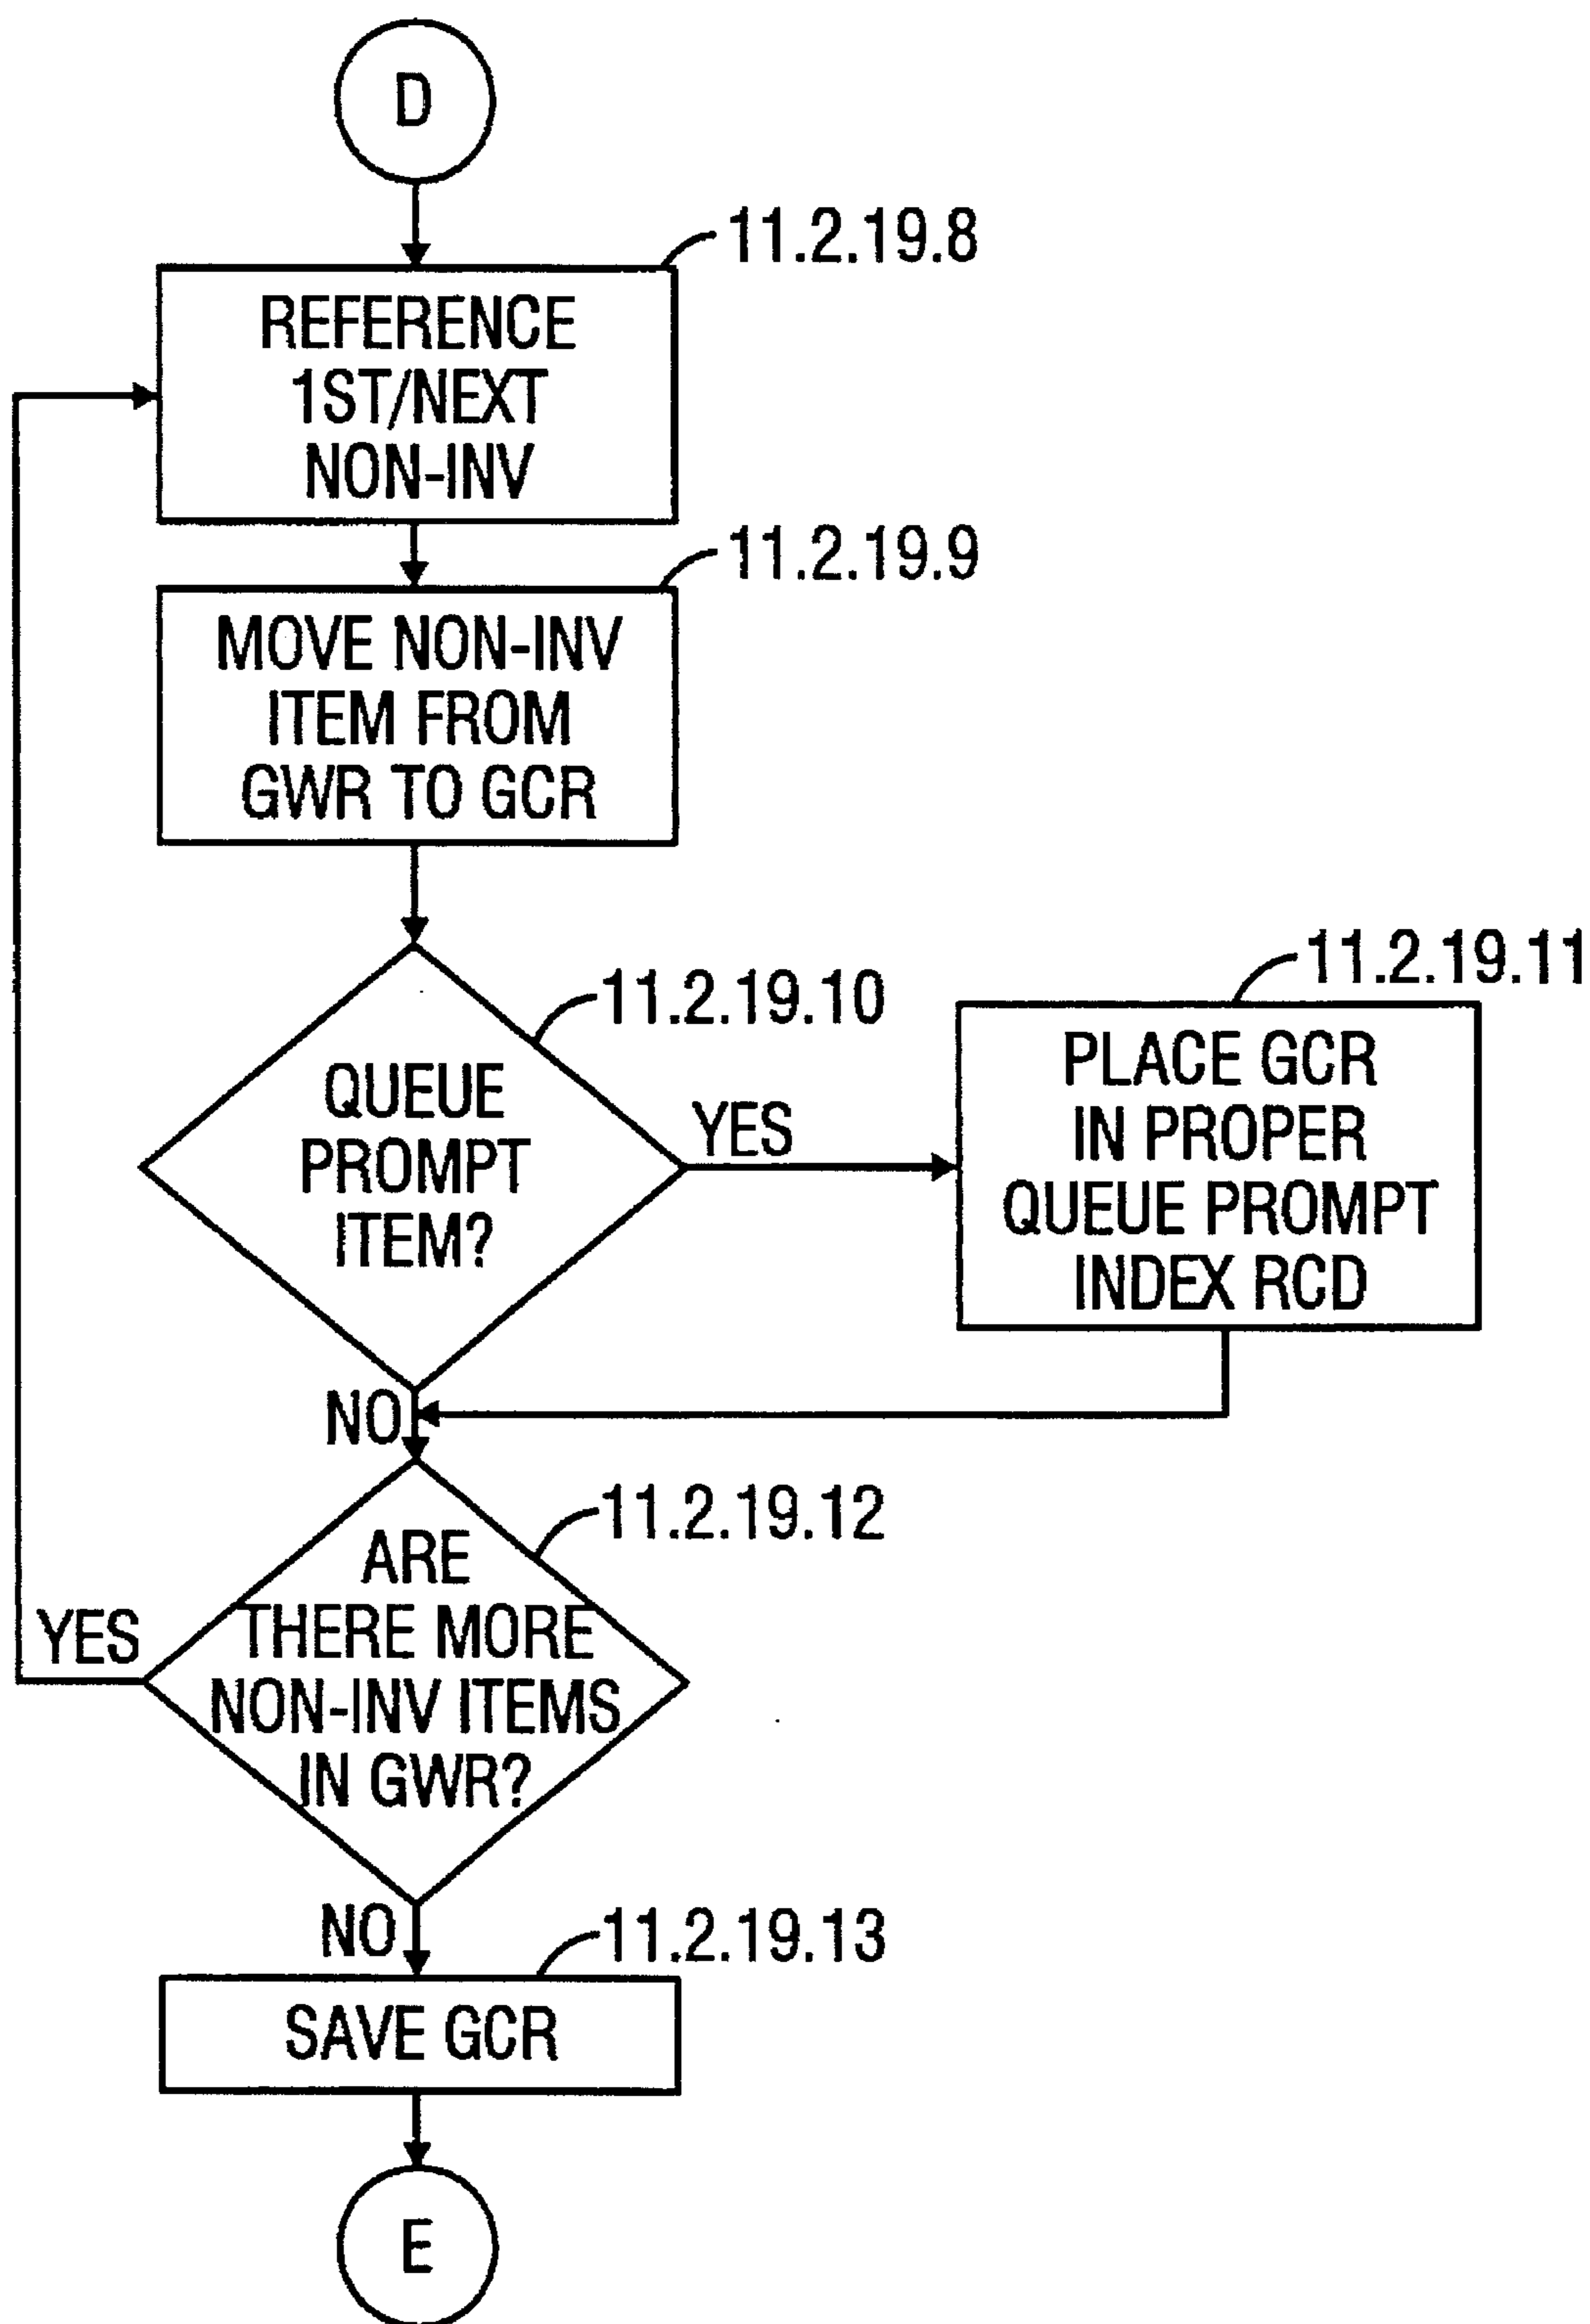 D
11.2.19.8
REFERENCE
1ST/NEXT
NON-INV
11.2.19.9
MOVE NON-INV
ITEM FROM
GWR TO GCR
11.2.19.10
QUEUE
PROMPT
ITEM?
YES
11.2.19.11
PLACE GCR
IN PROPER
QUEUE PROMPT
INDEX RCD
NO
11.2.19.12
ARE
THERE MORE
NON-INV ITEMS
IN GWR?
YES
NO
11.2.19.13
SAVE GCR
E